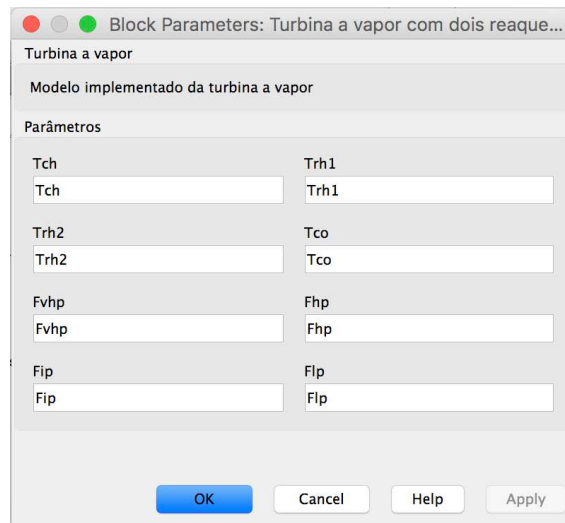 Block Parameters: Turbina a vapor com dois reaque...
Turbina a vapor
Modelo implementado da turbina a vapor
Parâmetros
Tch Trh1
Tch Trh1
Trh2 Tco
Trh2 Tco
Fvhp Fhp
Fvhp Fhp
Fip Flp
Fip Flp
OK Cancel Help Apply